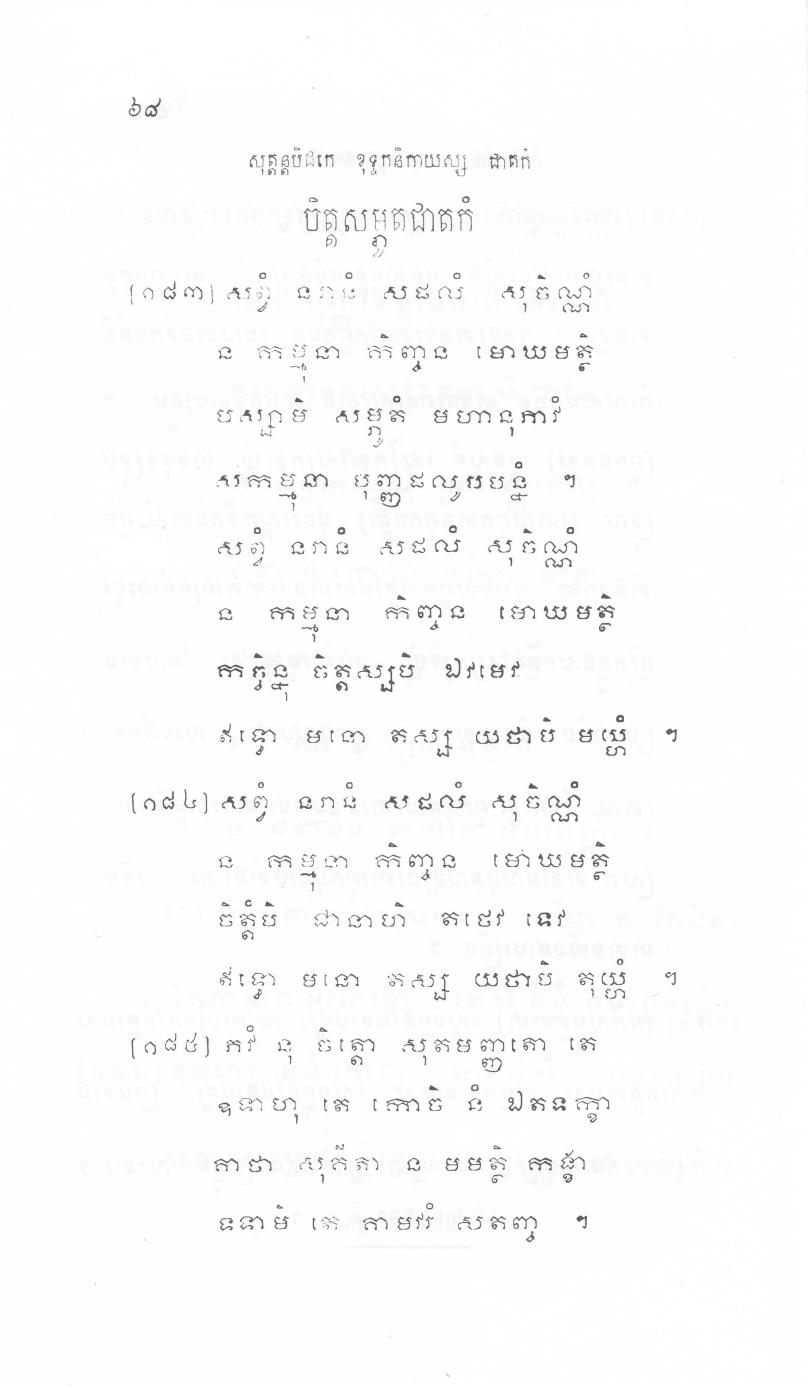 ៦៨
សុត្តន្តបិដកេ ខុទ្ទកនិកាយស្ស ជាតកំ
ចិត្តសម្ភូតជាតកំ
[១៨៣] សព្វំ នរានំ សផលំ សុចិណ្ណំ
ន កម្មុនា កិញ្ចន មោឃមត្ថិ
បស្សាមិ សម្ភូតំ មហានុភាវំ
សកម្មុនា បុញ្ញផលូបបន្នំ ។
សព្វំ នរានំ សផលំ សុចិណ្ណំ
ន កម្មុនា កិញ្ចន មោឃមត្ថិ
កច្ចិន្នុ ចិត្តស្សបិ ឯវមេវ
ឥទ្ធោ មនោ តស្ស យថាបិ មយ្ហំ ។
[១៨៤] សព្វំ នរានំ សផលំ សុចិណ្ណំ
ន កម្មុនា កិញ្ចន មោឃមត្ថិ
ចិត្តំបិ ជានាហិ តថេវ ទេវ
ឥទ្ធោ មនោ តស្ស យថាបិ តុយ្ហំ ។
[១៨៥] ភវំ នុ ចិត្តោ សុតមញ្ញតោ តេ
ឧទាហុ តេ កោចិ នំ ឯតទក្ខា
គាថា សុគីតា ន មមត្ថិ កង្ខា
ទទាមិ តេ គាមវរំ សតញ្ច ។